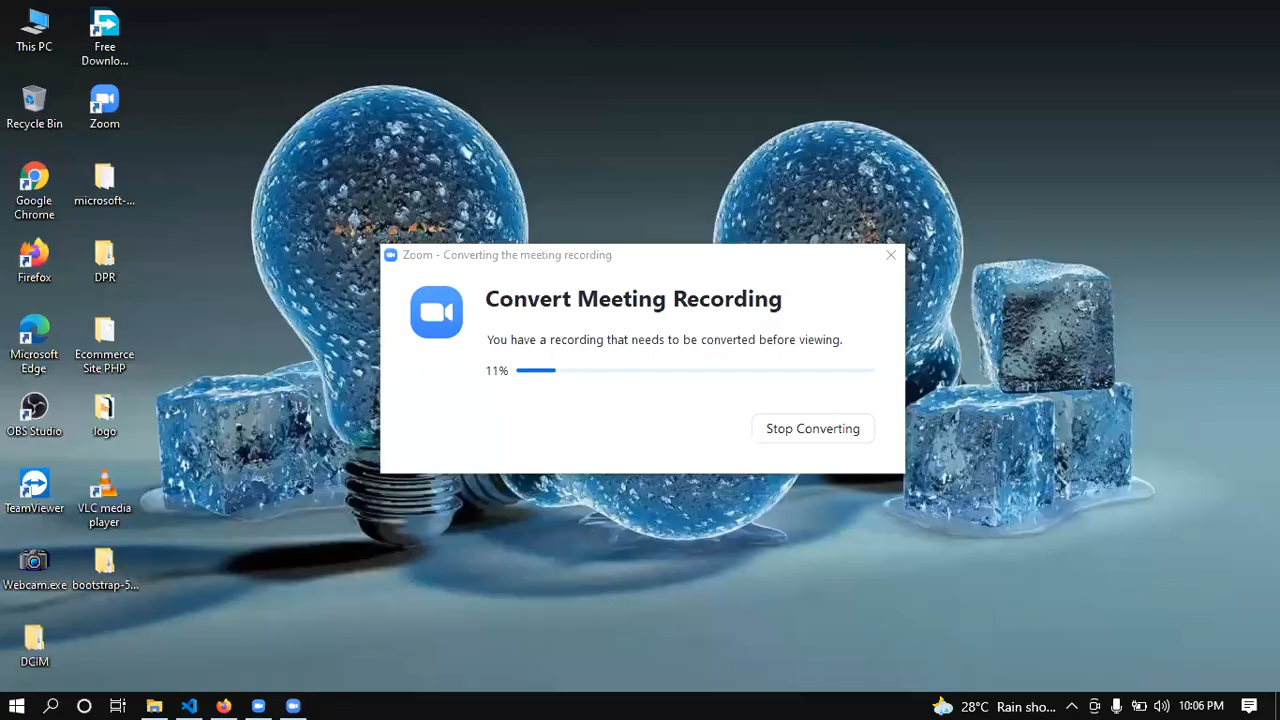 This PC
Free
Downlo...
Recycle Bin
Zoom
Google
Chrome
microsoft-...
Firefox
DPR
Microsoft
Edge
Ecommerce
Site PHP
OBS Studio
logo
TeamViewer
VLC media
player
Webcam.exe
bootstrap-5...
DCIM
Zoom - Converting the meeting recording
Convert Meeting Recording
You have a recording that needs to be converted before viewing.
11%
Stop Converting
28°C Rain sho...
10:06 PM